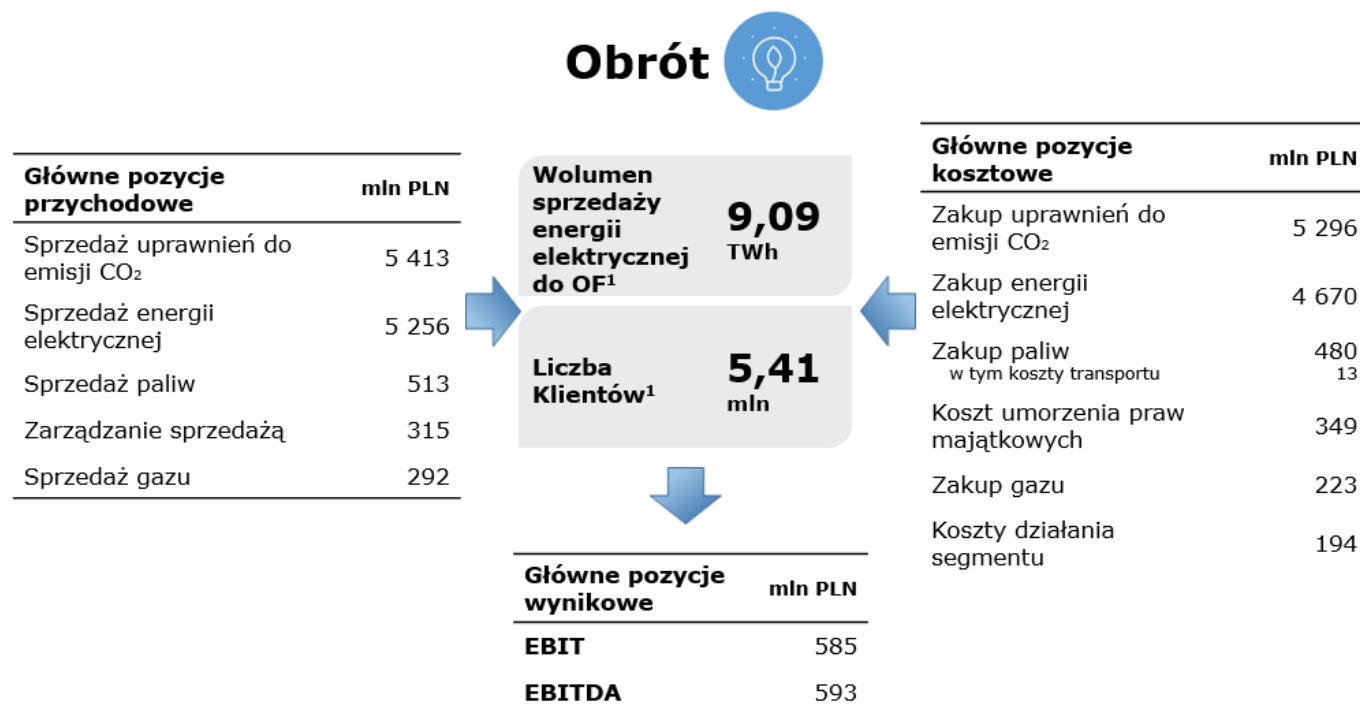 Obrót
Główne pozycje
przychodowe mln PLN
Sprzedaż uprawnień do
emisji CO₂ 5 413
Sprzedaż energii
elektrycznej 5 256
Sprzedaż paliw 513
Zarządzanie sprzedażą 315
Sprzedaż gazu 292
Wolumen
sprzedaży
energii
elektrycznej
do OF¹
9,09
TWh
Liczba
Klientów¹
5,41
mln
Główne pozycje
kosztowe mln PLN
Zakup uprawnień do
emisji CO₂ 5 296
Zakup energii
elektrycznej 4 670
Zakup paliw 480
w tym koszty transportu 13
Koszt umorzenia praw
majątkowych 349
Zakup gazu 223
Koszty działania
segmentu 194
Główne pozycje
wynikowe mln PLN
EBIT 585
EBITDA 593